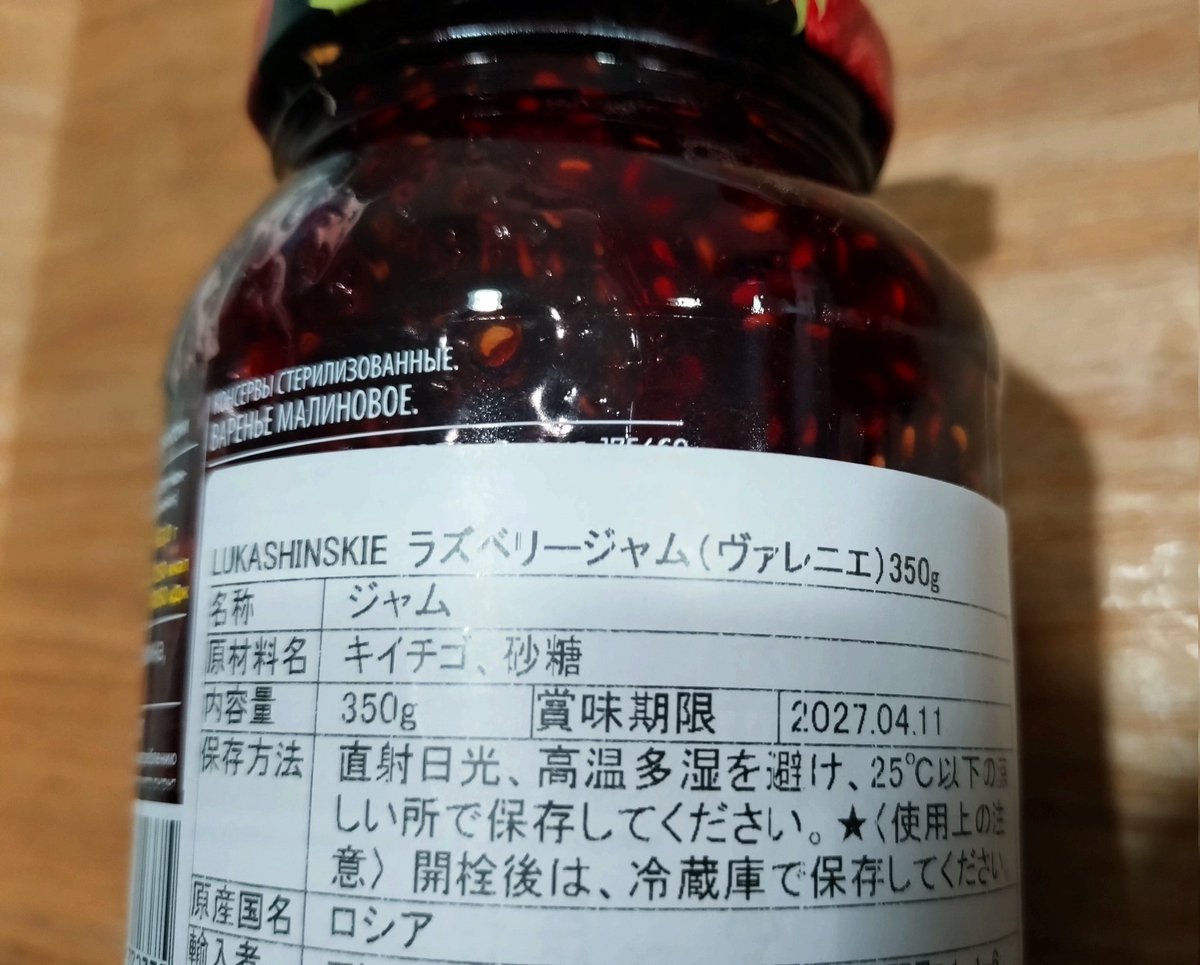 КОНСЕРВЫ СТЕРИЛИЗОВАННЫЕ.
ВАРЕНЬЕ МАЛИНОВОЕ.
LUKASHINSKIE ラズベリージャム(ヴァレニエ)350g
名称 ジャム
原材料名 キイチゴ、砂糖
内容量 350g 賞味期限 2027.04.11
保存方法 直射日光、高温多湿を避け、25℃以下の涼
しい所で保存してください。★〈使用上の注
意〉開栓後は、冷蔵庫で保存してください。
原産国名 ロシア
輸入者